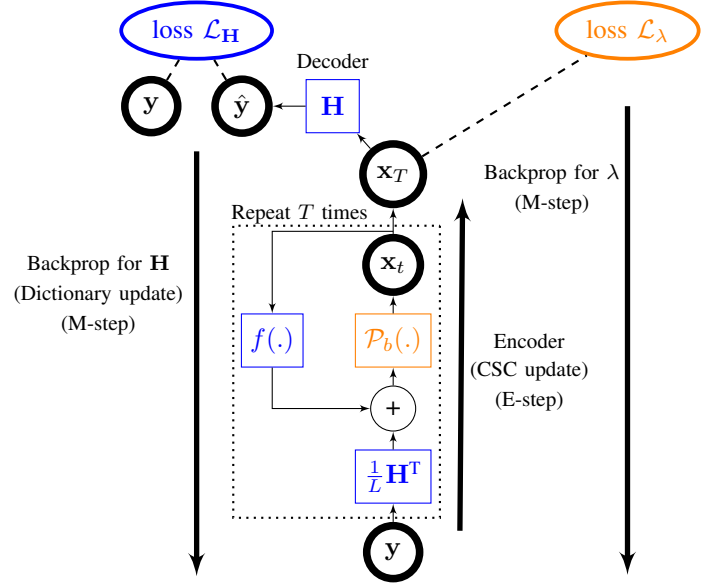 loss 𝓛_𝐇
loss 𝓛_λ
Decoder
𝐲
ŷ
𝐇
𝐱_T
Backprop for λ
(M-step)
Repeat T times
𝐱_t
Backprop for 𝐇
(Dictionary update)
(M-step)
f(.)
𝒫_b(.)
Encoder
(CSC update)
(E-step)
+
1/L 𝐇^T
𝐲